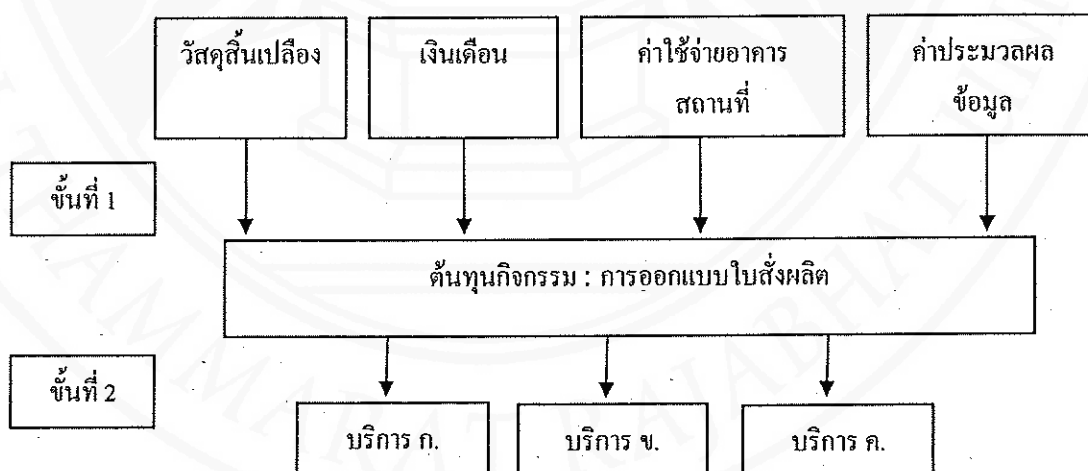 วัสดุสิ้นเปลือง
เงินเดือน
ค่าใช้จ่ายอาคาร
สถานที่
ค่าประมวลผล
ข้อมูล
ขั้นที่ 1
ต้นทุนกิจกรรม : การออกแบบใบสั่งผลิต
ขั้นที่ 2
บริการ ก.
บริการ ข.
บริการ ค.
THAMMARAT RAJABHAT